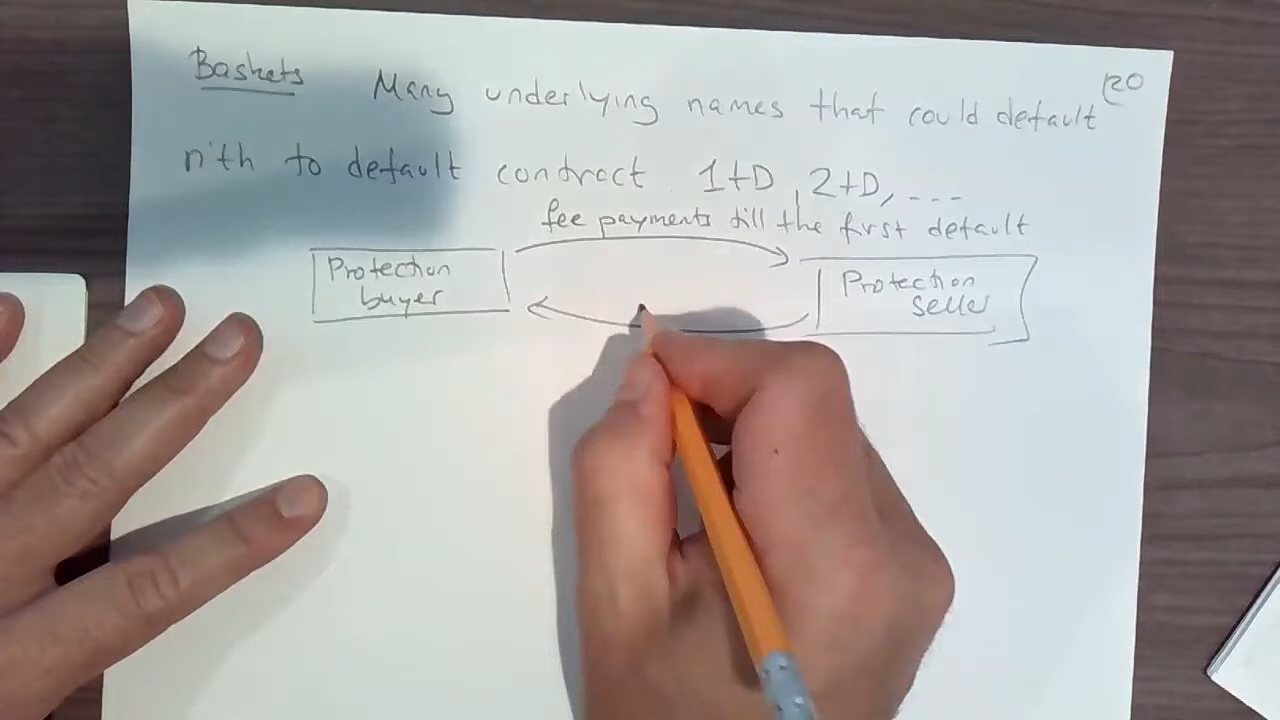 Baskets Many underlying names that could default 20
n'th to default contract 1tD, 2tD, ---
fee payments till the first default
Protection
buyer
Protection
seller